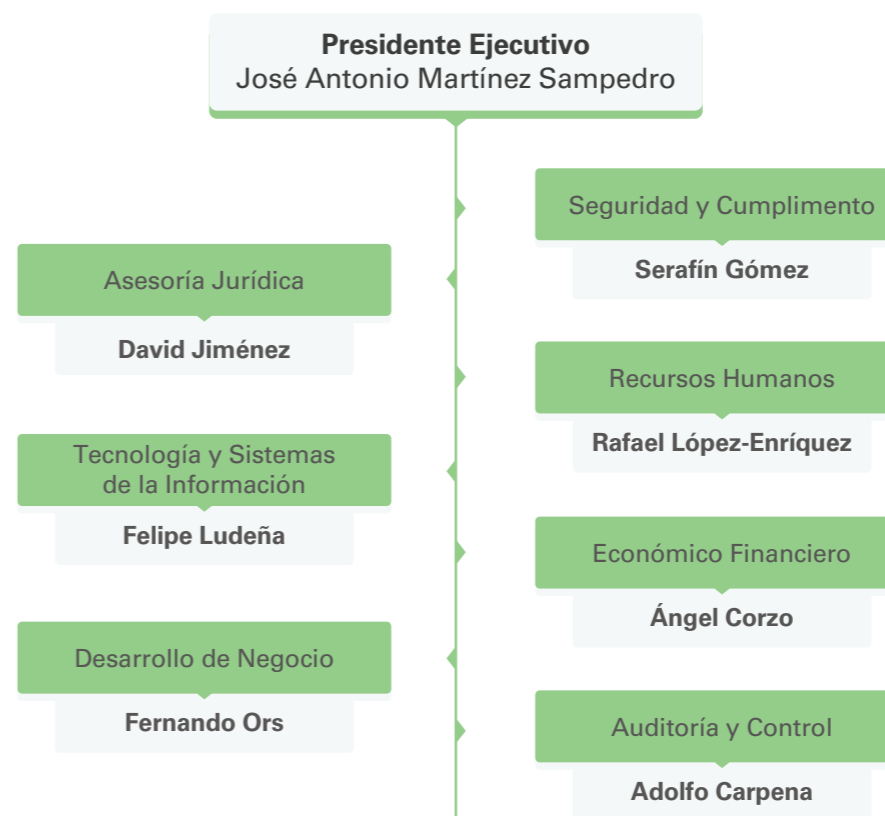 Presidente Ejecutivo
José Antonio Martínez Sampedro
Seguridad y Cumplimento
Serafín Gómez
Asesoría Jurídica
David Jiménez
Recursos Humanos
Rafael López-Enríquez
Tecnología y Sistemas
de la Información
Felipe Ludeña
Económico Financiero
Ángel Corzo
Desarrollo de Negocio
Fernando Ors
Auditoría y Control
Adolfo Carpena